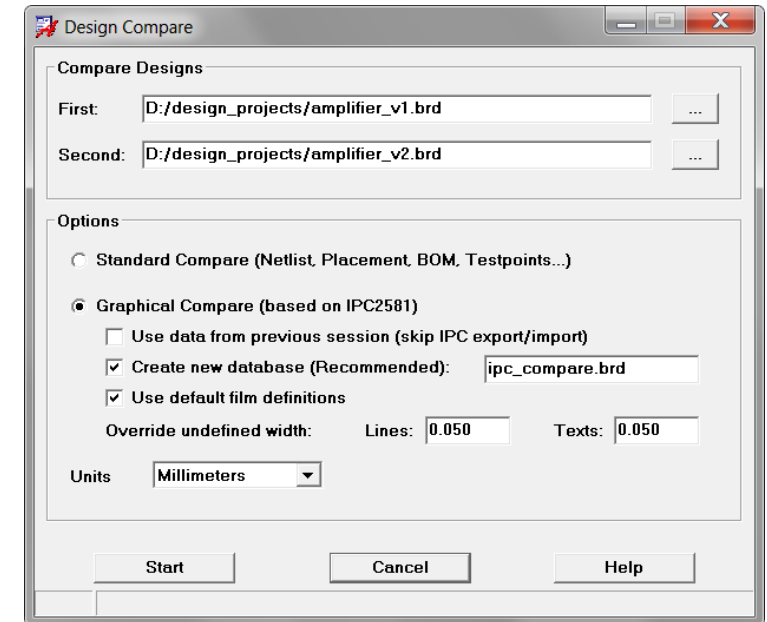 Design Compare
Compare Designs
First: D:/design_projects/amplifier_v1.brd ...
Second: D:/design_projects/amplifier_v2.brd ...
Options
Standard Compare (Netlist, Placement, BOM, Testpoints...)
Graphical Compare (based on IPC2581)
Use data from previous session (skip IPC export/import)
Create new database (Recommended): ipc_compare.brd
Use default film definitions
Override undefined width: Lines: 0.050 Texts: 0.050
Units Millimeters
Start Cancel Help